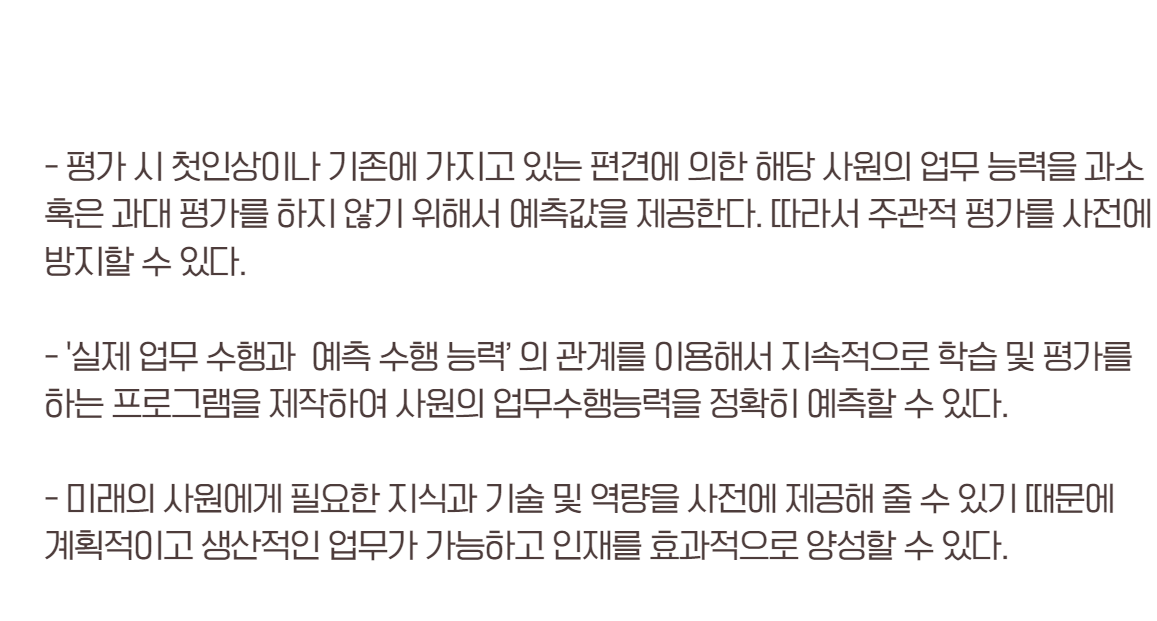 - 평가 시 첫인상이나 기존에 가지고 있는 편견에 의한 해당 사원의 업무 능력을 과소
혹은 과대 평가를 하지 않기 위해서 예측값을 제공한다. 따라서 주관적 평가를 사전에
방지할 수 있다.
- '실제 업무 수행과  예측 수행 능력’ 의 관계를 이용해서 지속적으로 학습 및 평가를
하는 프로그램을 제작하여 사원의 업무수행능력을 정확히 예측할 수 있다.
- 미래의 사원에게 필요한 지식과 기술 및 역량을 사전에 제공해 줄 수 있기 때문에
계획적이고 생산적인 업무가 가능하고 인재를 효과적으로 양성할 수 있다.